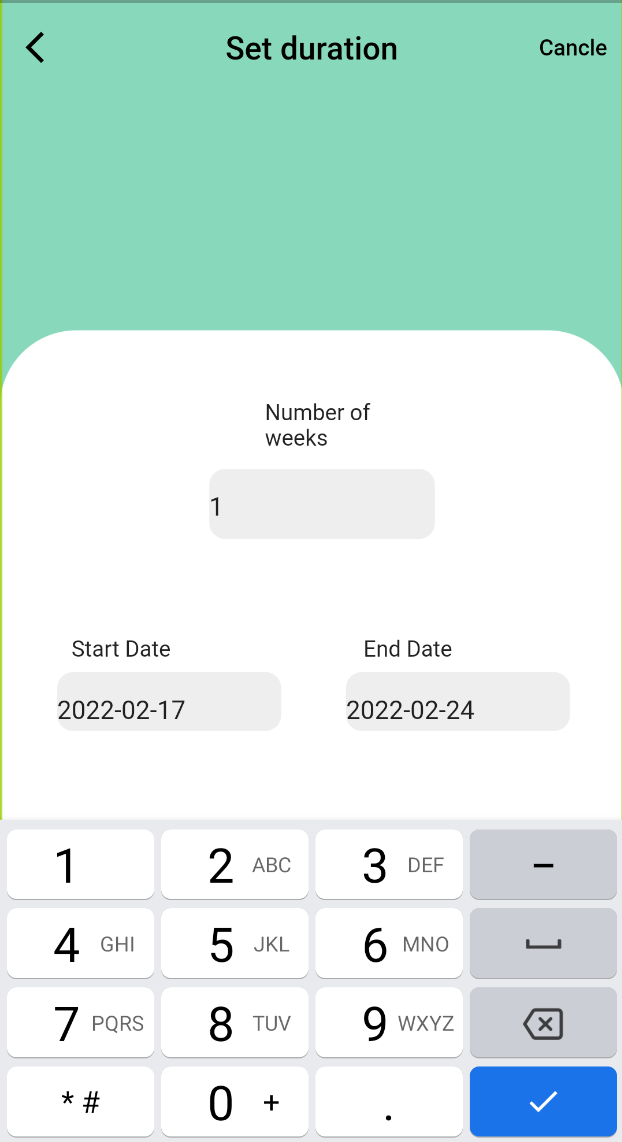 Set duration
Cancle
Number of
weeks
1
Start Date
End Date
2022-02-17
2022-02-24
1
2 ABC
3 DEF
–
4 GHI
5 JKL
6 MNO
7 PQRS
8 TUV
9 WXYZ
* #
0 +
.